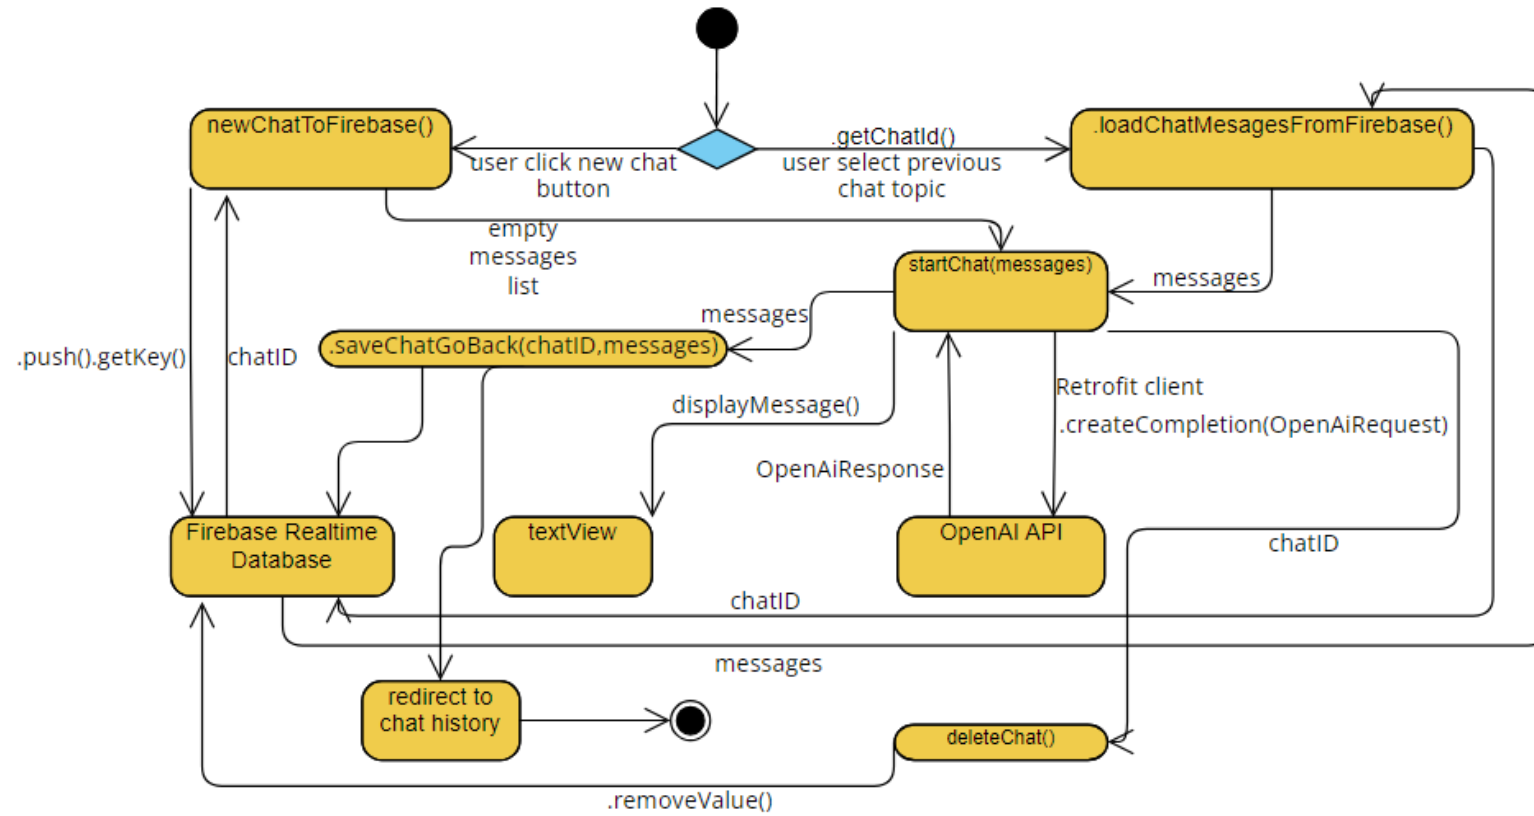 newChatToFirebase()
.getChatId()
.loadChatMesagesFromFirebase()
user click new chat
button
user select previous
chat topic
empty
messages
list
startChat(messages)
messages
messages
.saveChatGoBack(chatID,messages)
.push().getKey()
chatID
displayMessage()
Retrofit client
.createCompletion(OpenAiRequest)
OpenAiResponse
Firebase Realtime
Database
textView
OpenAI API
chatID
chatID
messages
redirect to
chat history
deleteChat()
.removeValue()